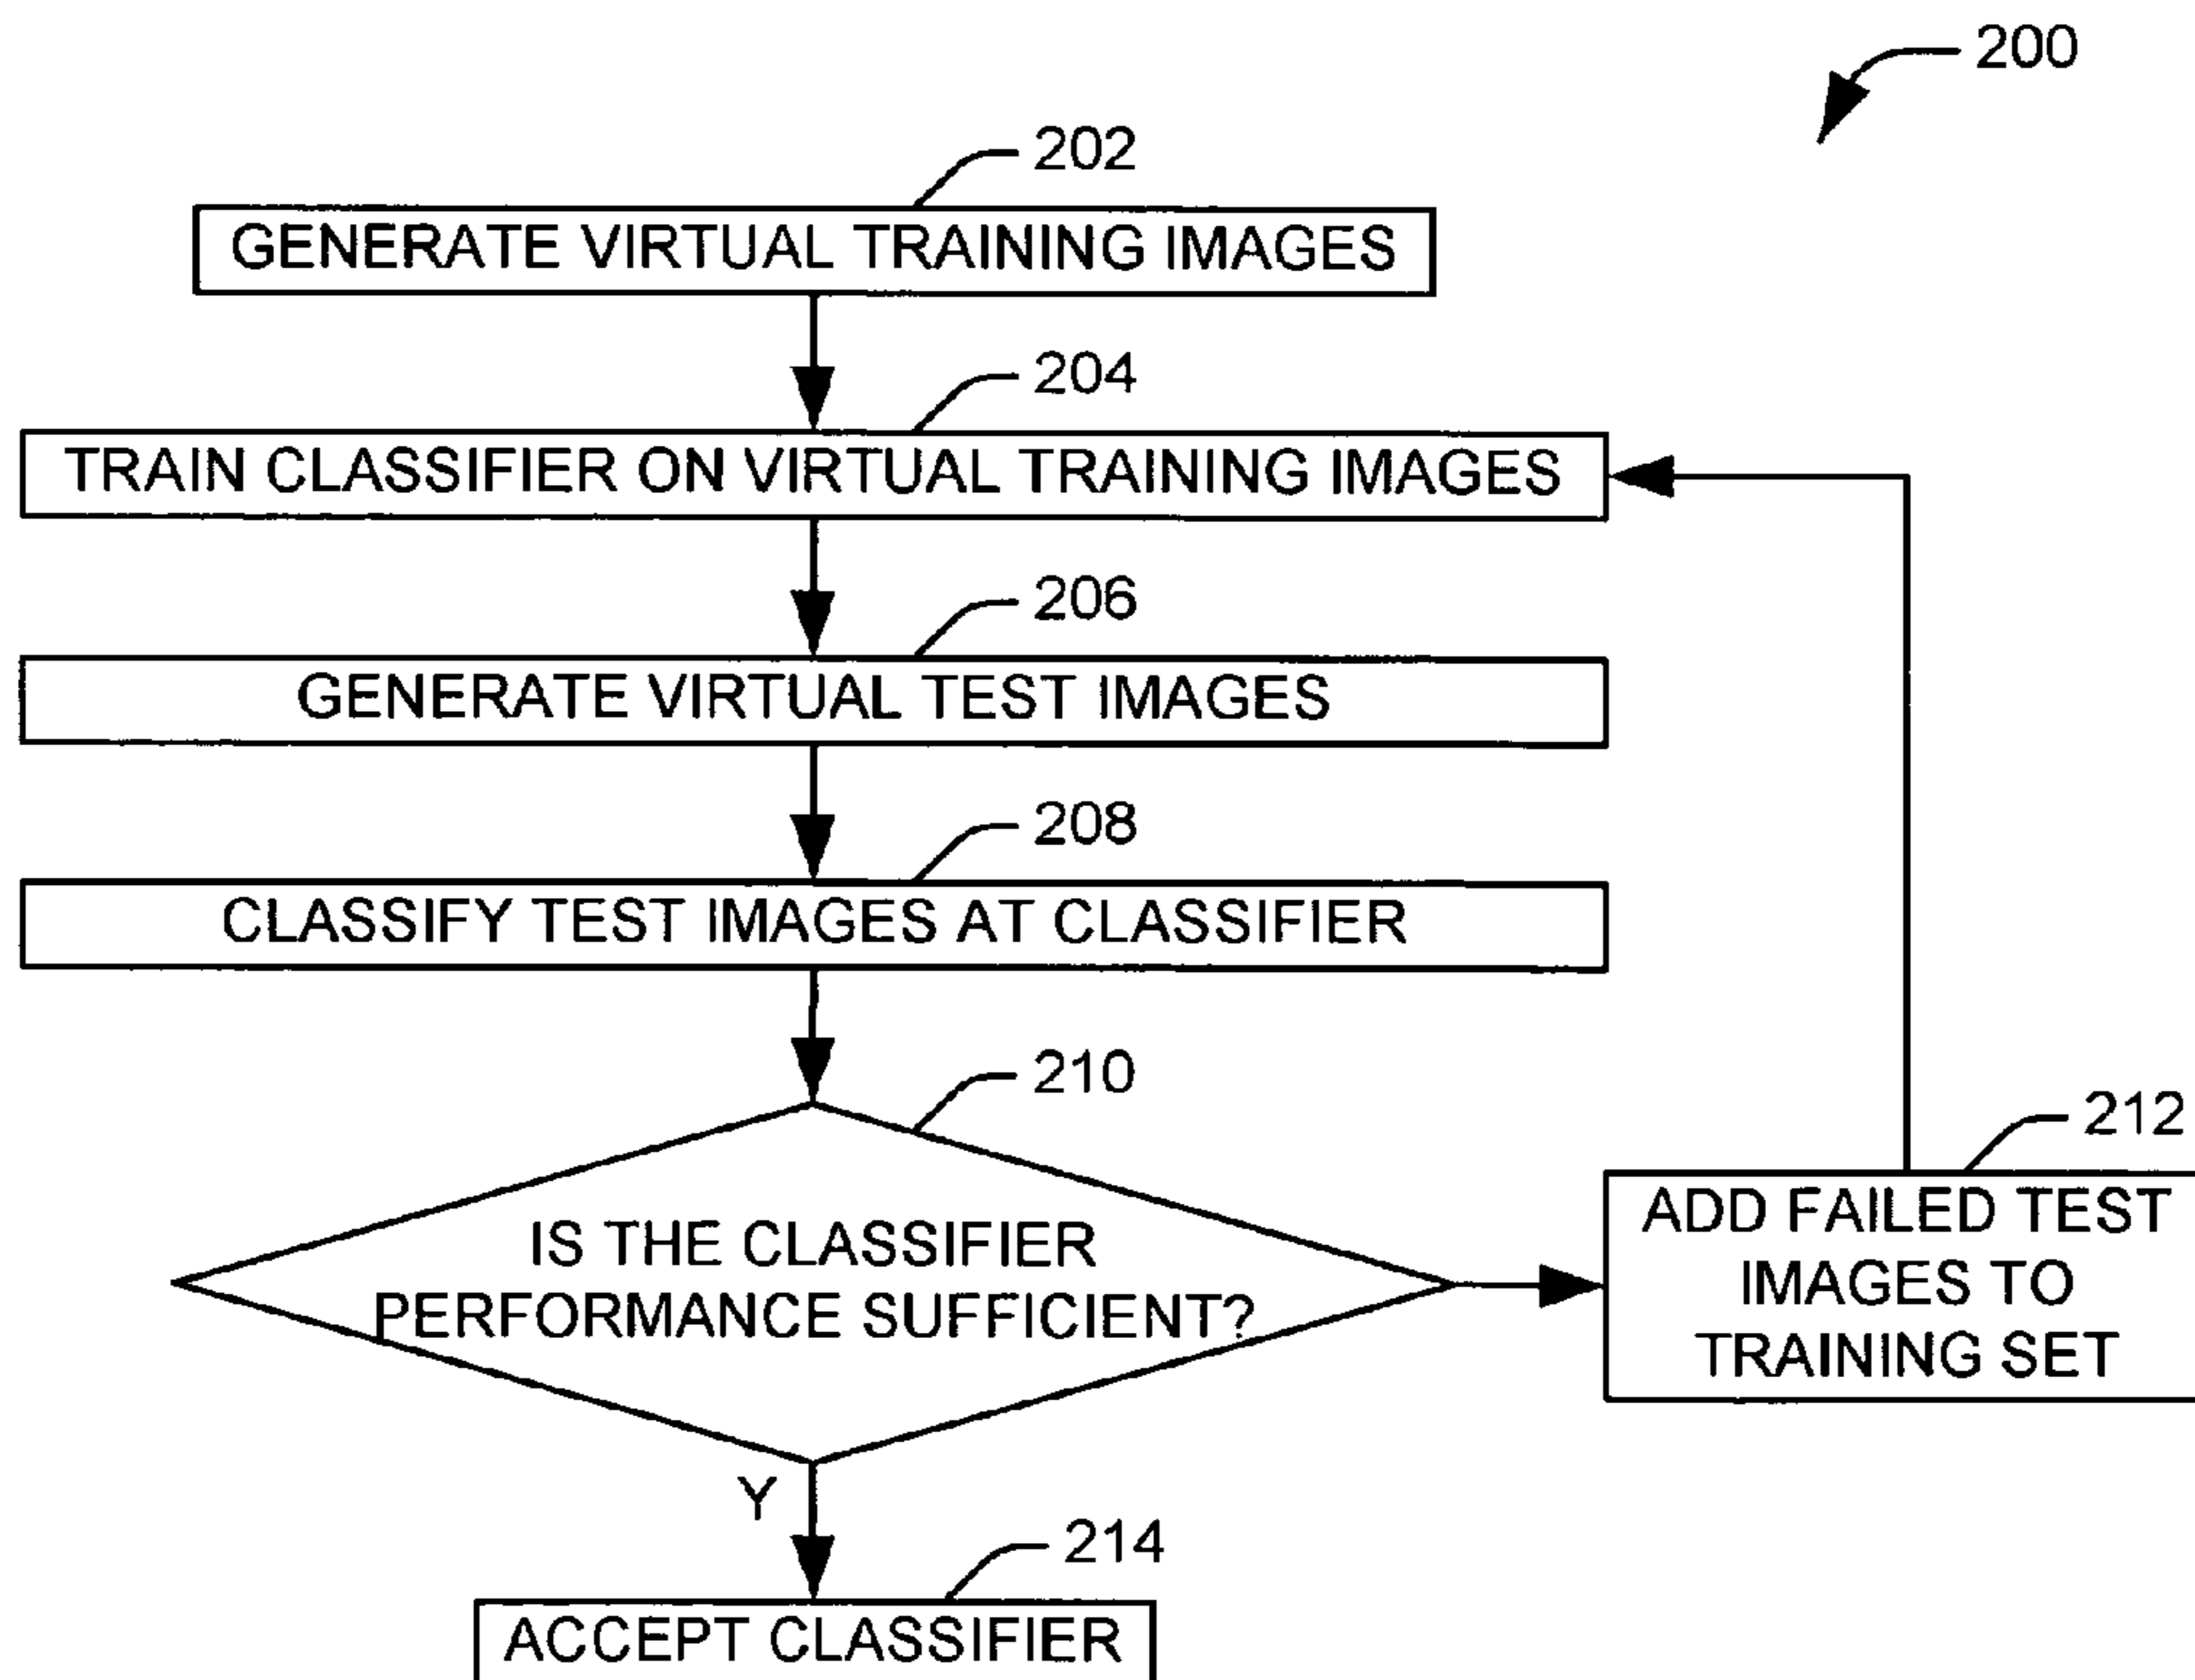 200
202
GENERATE VIRTUAL TRAINING IMAGES
204
TRAIN CLASSIFIER ON VIRTUAL TRAINING IMAGES
206
GENERATE VIRTUAL TEST IMAGES
208
CLASSIFY TEST IMAGES AT CLASSIFIER
210
IS THE CLASSIFIER
PERFORMANCE SUFFICIENT?
212
ADD FAILED TEST
IMAGES TO
TRAINING SET
Y
214
ACCEPT CLASSIFIER